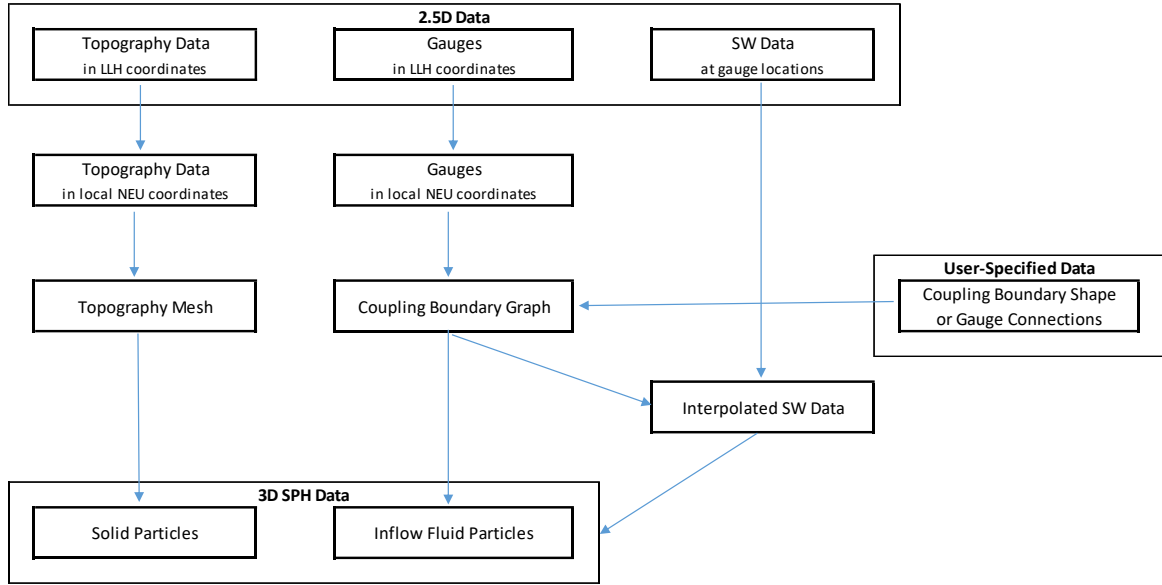 2.5D Data
Topography Data
in LLH coordinates
Gauges
in LLH coordinates
SW Data
at gauge locations
Topography Data
in local NEU coordinates
Gauges
in local NEU coordinates
User-Specified Data
Coupling Boundary Shape
or Gauge Connections
Topography Mesh
Coupling Boundary Graph
Interpolated SW Data
3D SPH Data
Solid Particles
Inflow Fluid Particles